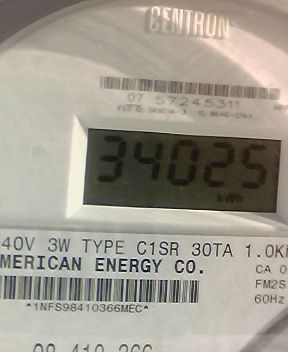 CENTRON
07 57245311
34025
kWh
40V 3W TYPE C1SR 30TA 1.0K
MERICAN ENERGY CO.
CA 0
FM2S
*1NFS98410366MEC*
60Hz